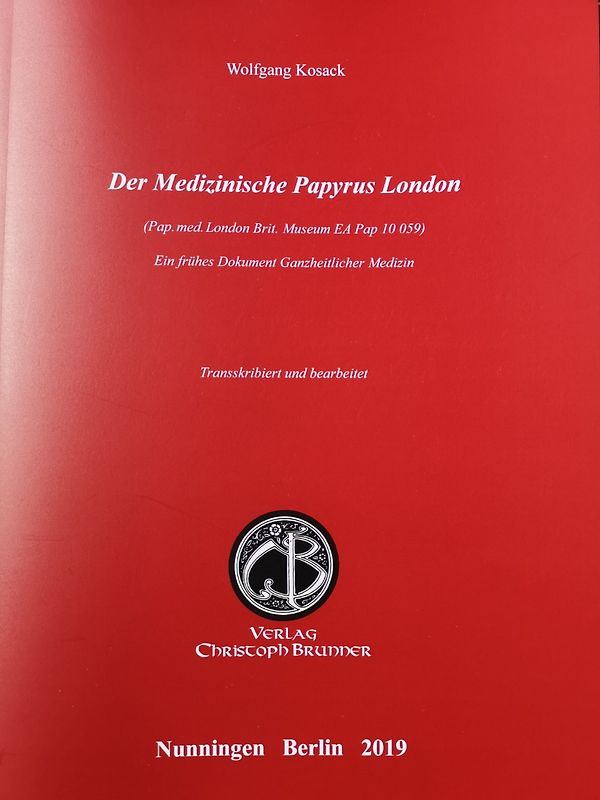 Wolfgang Kosack
Der Medizinische Papyrus London
(Pap. med. London Brit. Museum EA Pap 10 059)
Ein frühes Dokument Ganzheitlicher Medizin
Transskribiert und bearbeitet
CB
Verlag
Christoph Brunner
Nunningen Berlin 2019